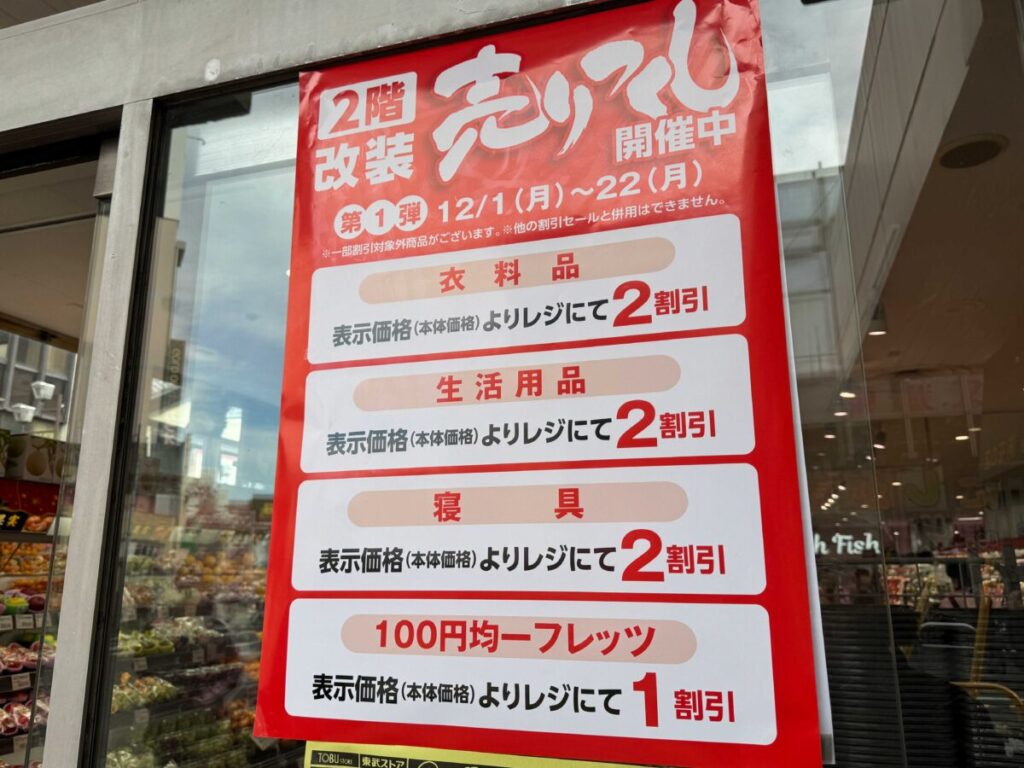 2階
改装
売りつくし
開催中
第1弾 12/1(月)～22(月)
※一部割引対象外商品がございます。※他の割引セールと併用はできません。
衣料品
表示価格(本体価格)よりレジにて2割引
生活用品
表示価格(本体価格)よりレジにて2割引
寝具
表示価格(本体価格)よりレジにて2割引
100円均一フレッツ
表示価格(本体価格)よりレジにて1割引
TOBU STORE 東武ストア
Fish